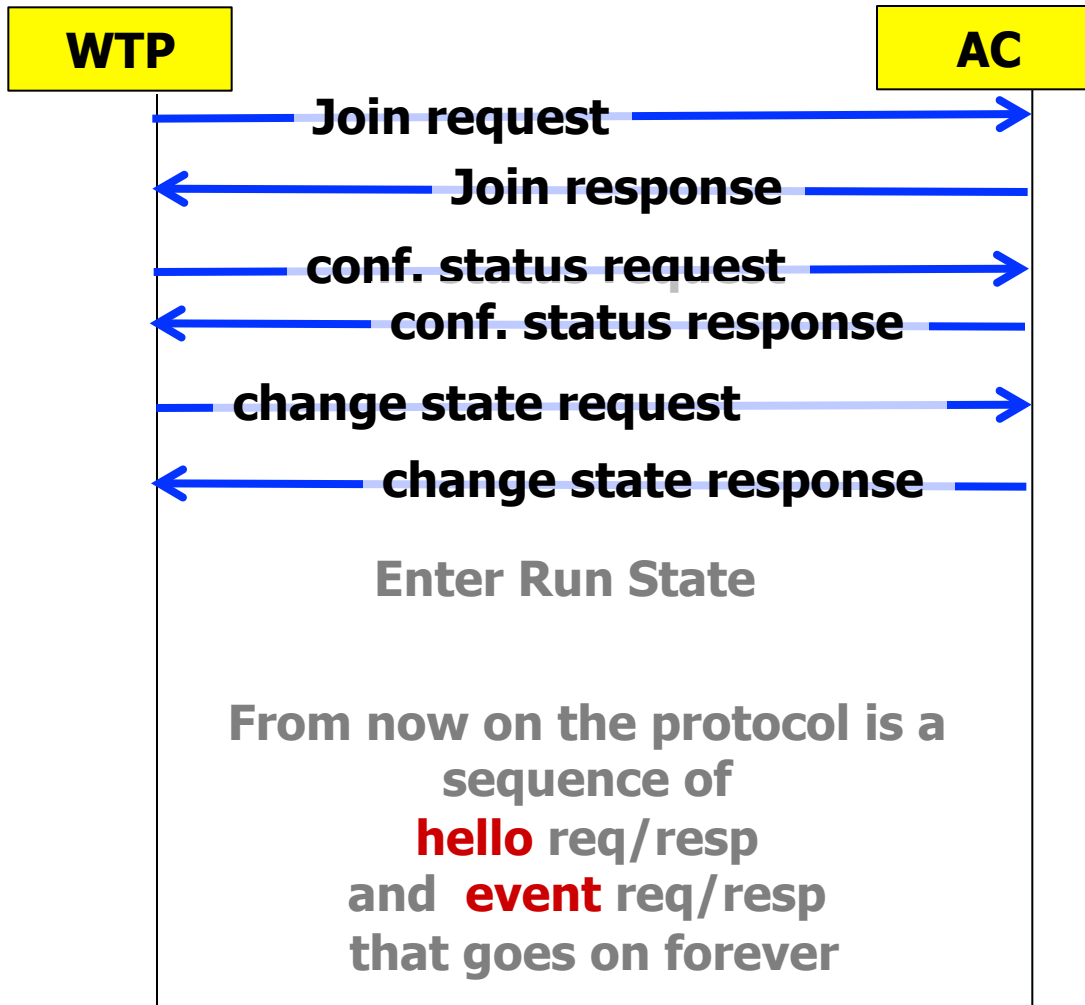 WTP
AC
Join request
Join response
conf. status request
conf. status response
change state request
change state response
Enter Run State
From now on the protocol is a
sequence of
hello req/resp
and event req/resp
that goes on forever